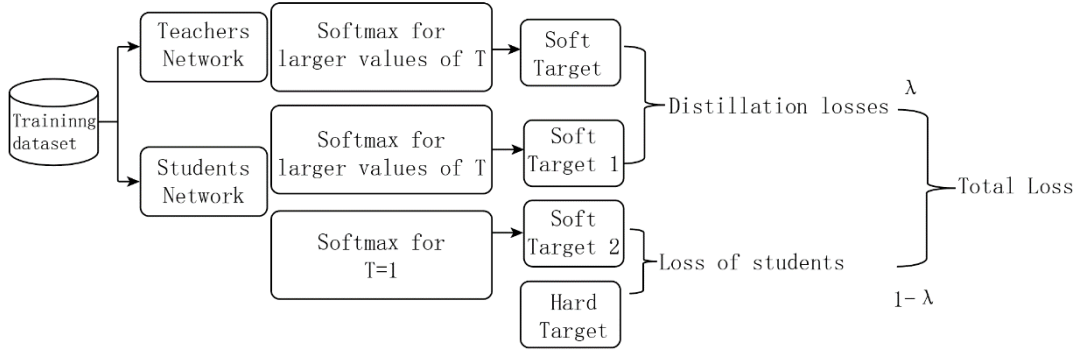 Traininng
dataset
Teachers
Network
Softmax for
larger values of T
Soft
Target
Students
Network
Softmax for
larger values of T
Soft
Target 1
Distillation losses
λ
Softmax for
T=1
Soft
Target 2
Hard
Target
Loss of students
1-λ
Total Loss